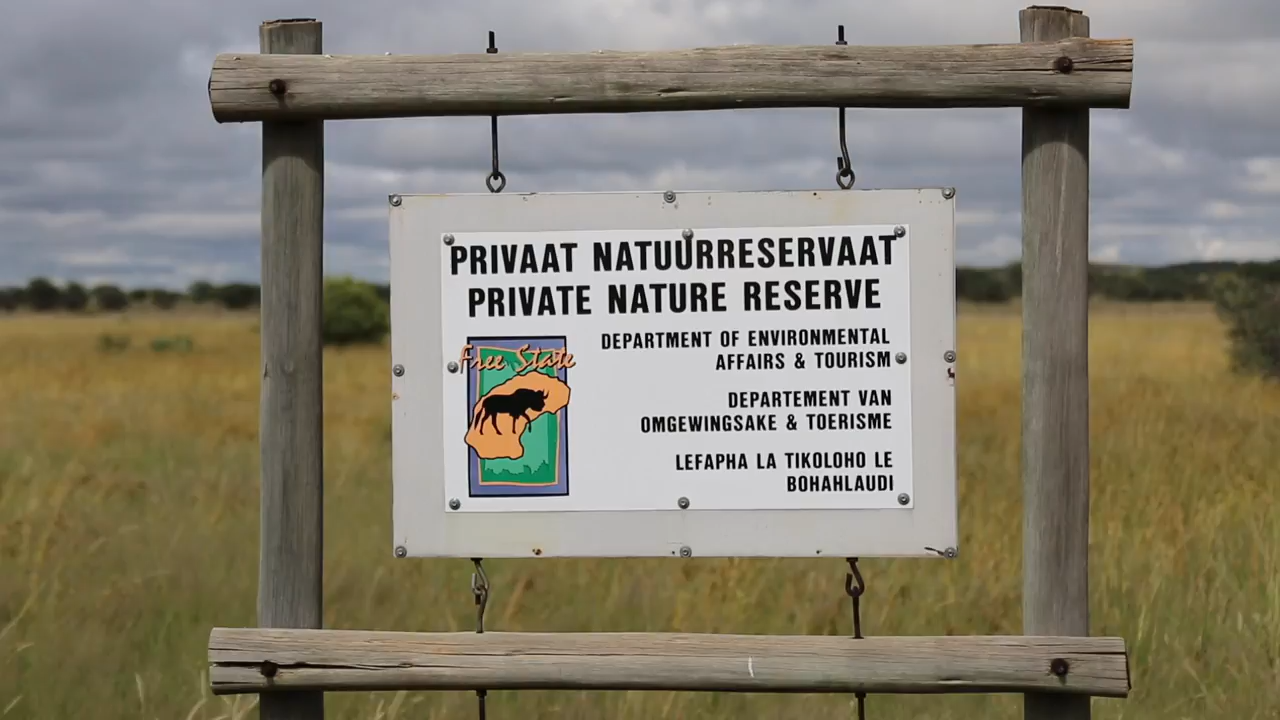 PRIVAAT NATUURRESERVAAT
PRIVATE NATURE RESERVE
Free State
DEPARTMENT OF ENVIRONMENTAL
AFFAIRS & TOURISM
DEPARTEMENT VAN
OMGEWINGSAKE & TOERISME
LEFAPHA LA TIKOLOHO LE
BOHAHLAUDI